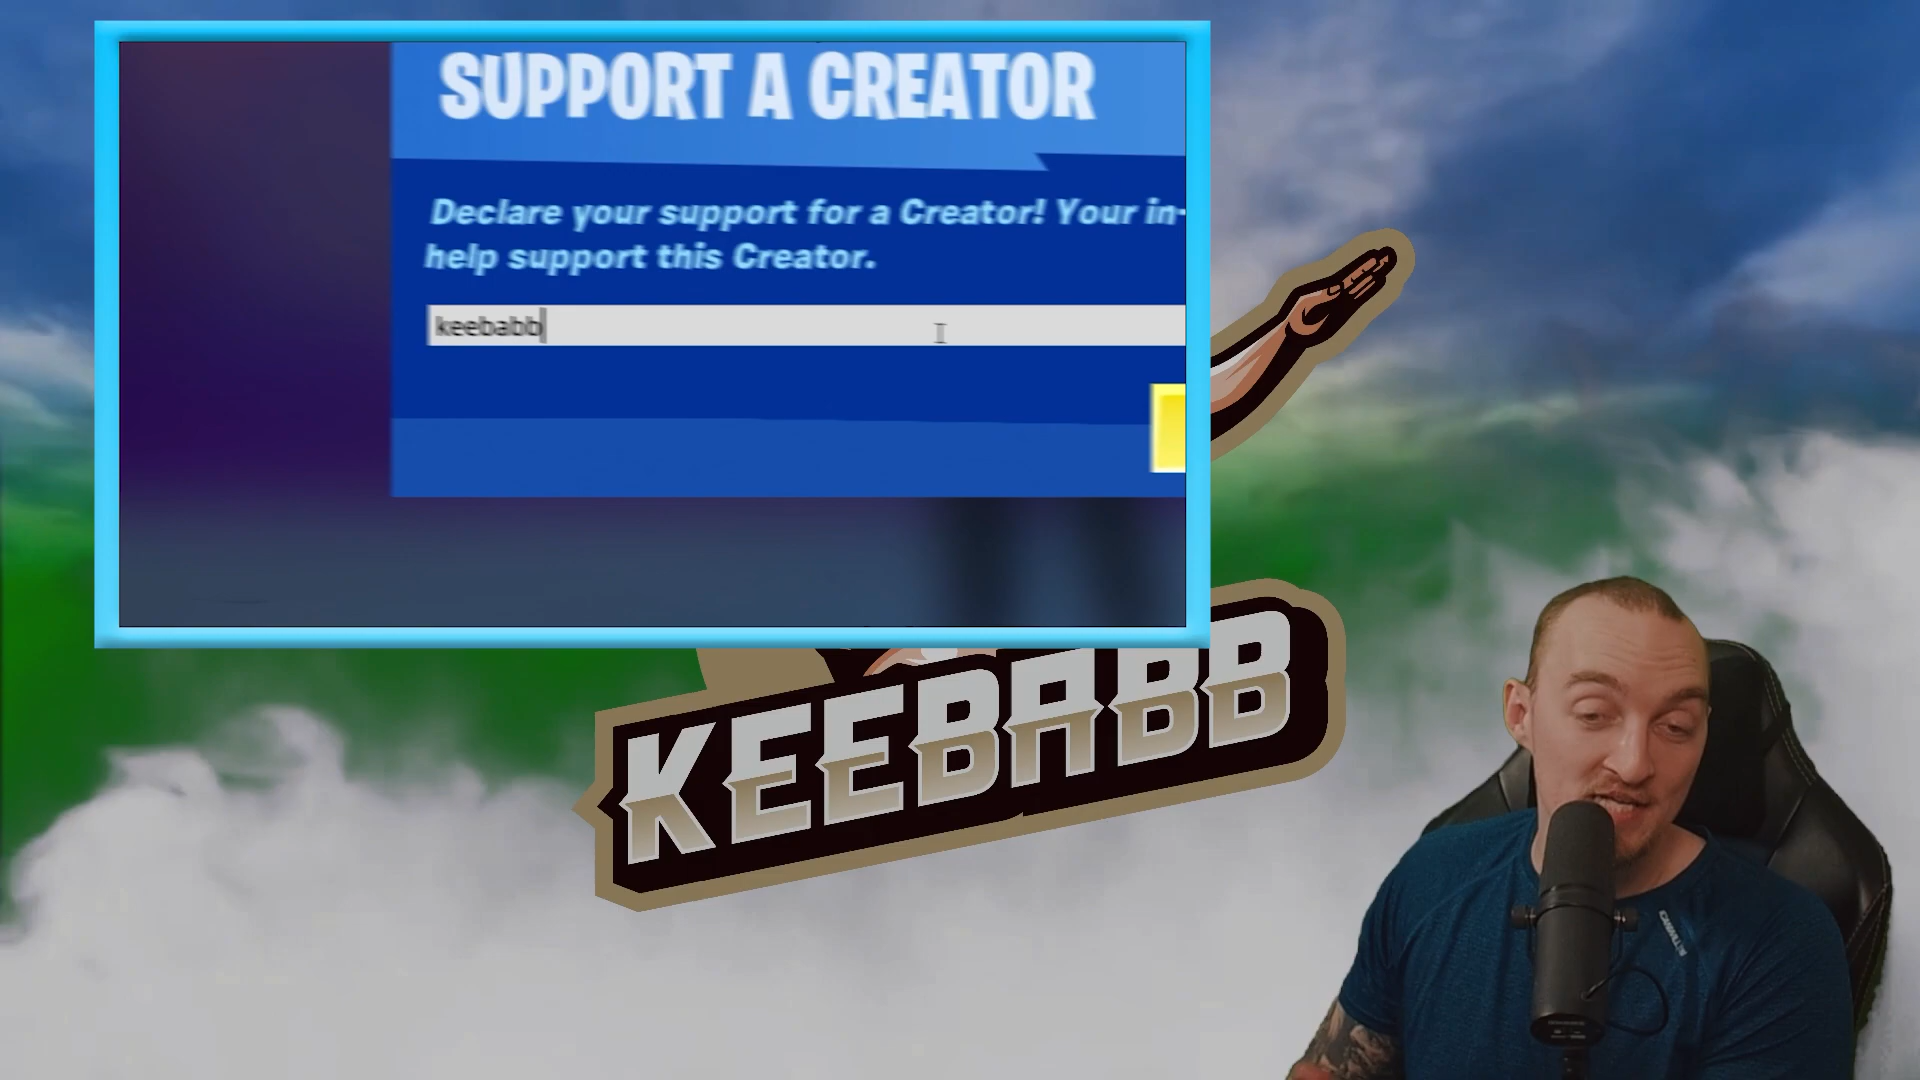 SUPPORT A CREATOR
Declare your support for a Creator! Your in-
help support this Creator.
keebabb
KEEBABB